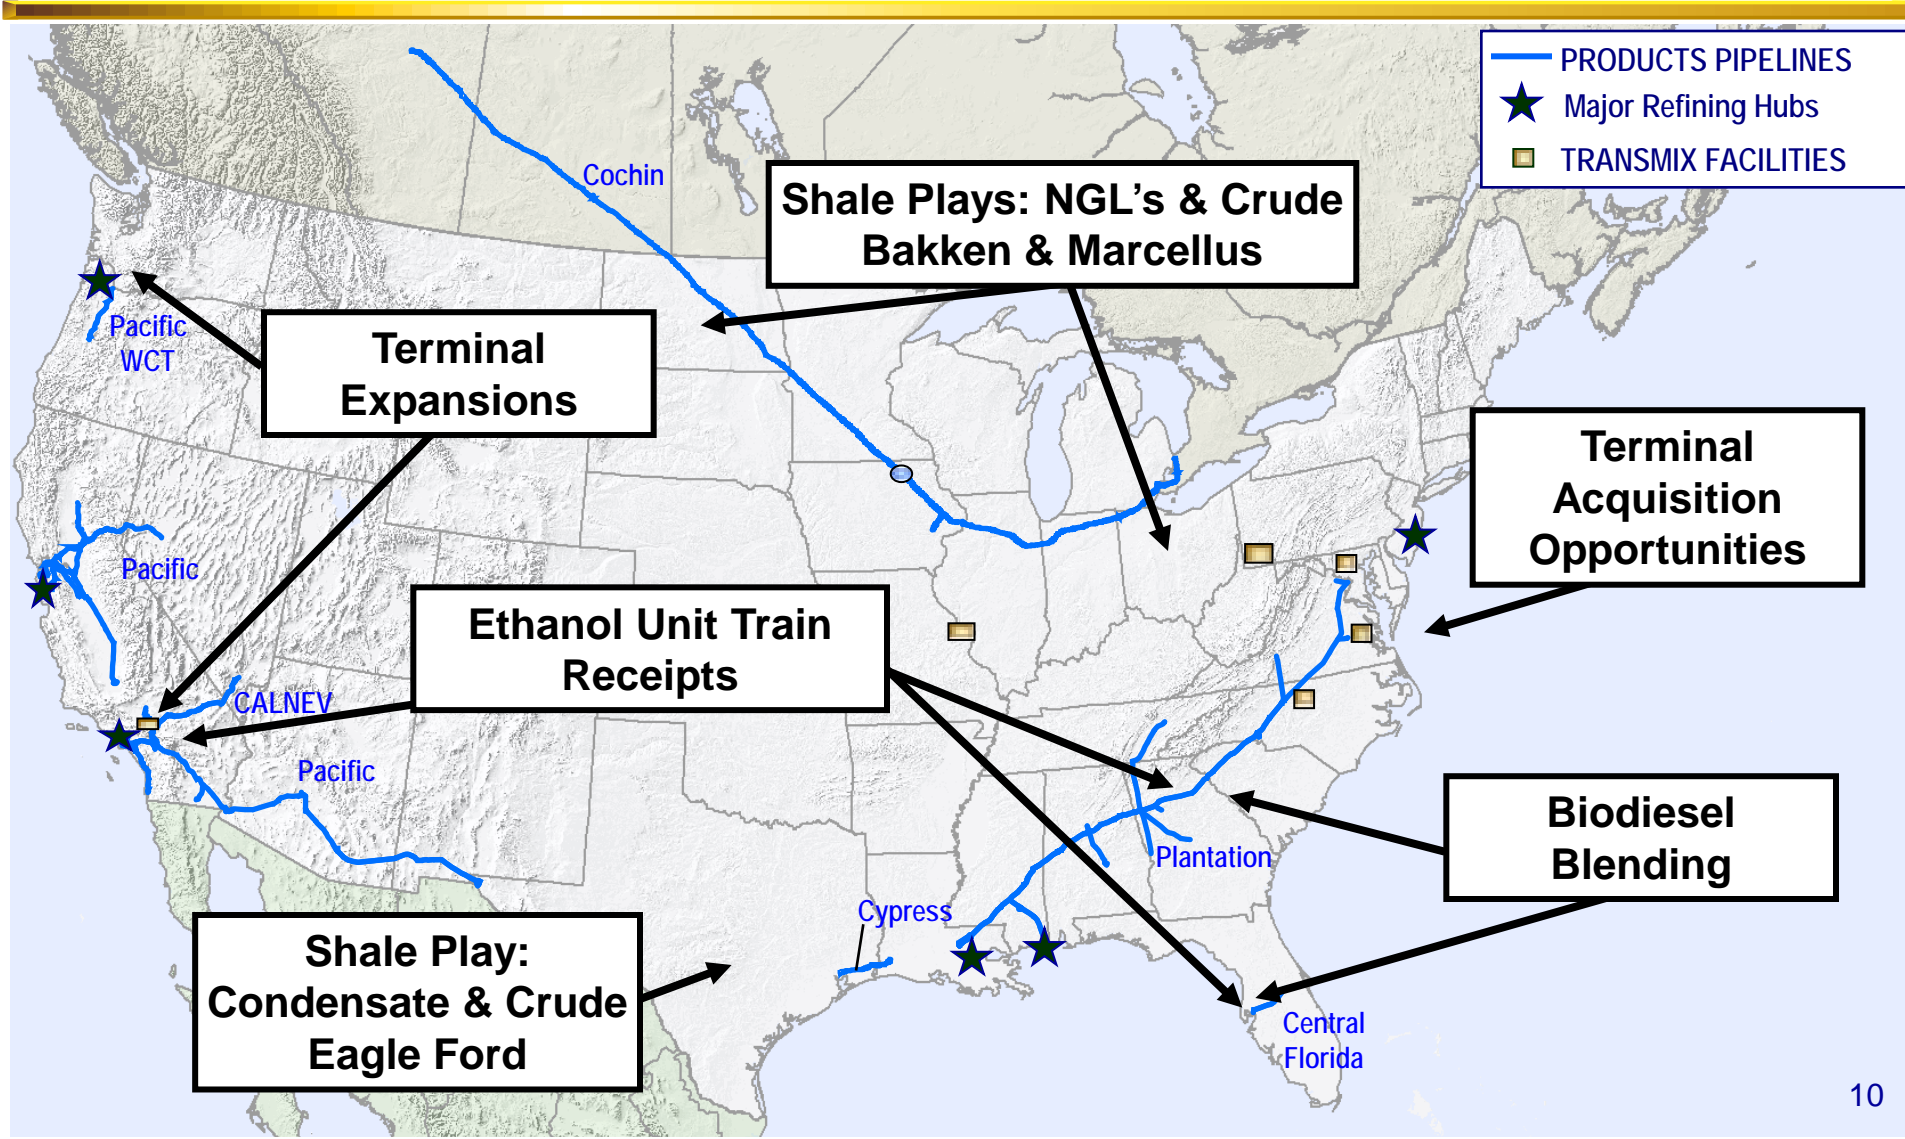 PRODUCTS PIPELINES
Major Refining Hubs
TRANSMIX FACILITIES
Cochin
Shale Plays: NGL’s & Crude
Bakken & Marcellus
Pacific
WCT
Terminal
Expansions
Terminal
Acquisition
Opportunities
Pacific
Ethanol Unit Train
Receipts
CALNEV
Pacific
Biodiesel
Blending
Plantation
Cypress
Shale Play:
Condensate & Crude
Eagle Ford
Central
Florida
10